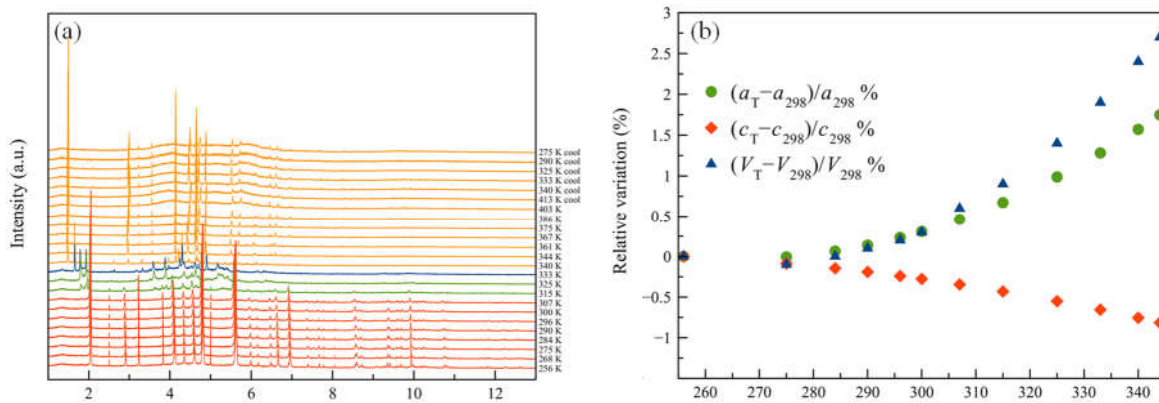 (a)
Intensity (a.u.)
275 K cool
290 K cool
325 K cool
333 K cool
340 K cool
413 K cool
403 K
386 K
375 K
367 K
361 K
344 K
340 K
333 K
325 K
315 K
307 K
300 K
296 K
290 K
284 K
275 K
268 K
256 K
2 4 6 8 10 12
(b)
Relative variation (%)
3
2.5
2
1.5
1
0.5
0
−0.5
−1
(a_T−a_298)/a_298 %
(c_T−c_298)/c_298 %
(V_T−V_298)/V_298 %
260 270 280 290 300 310 320 330 340